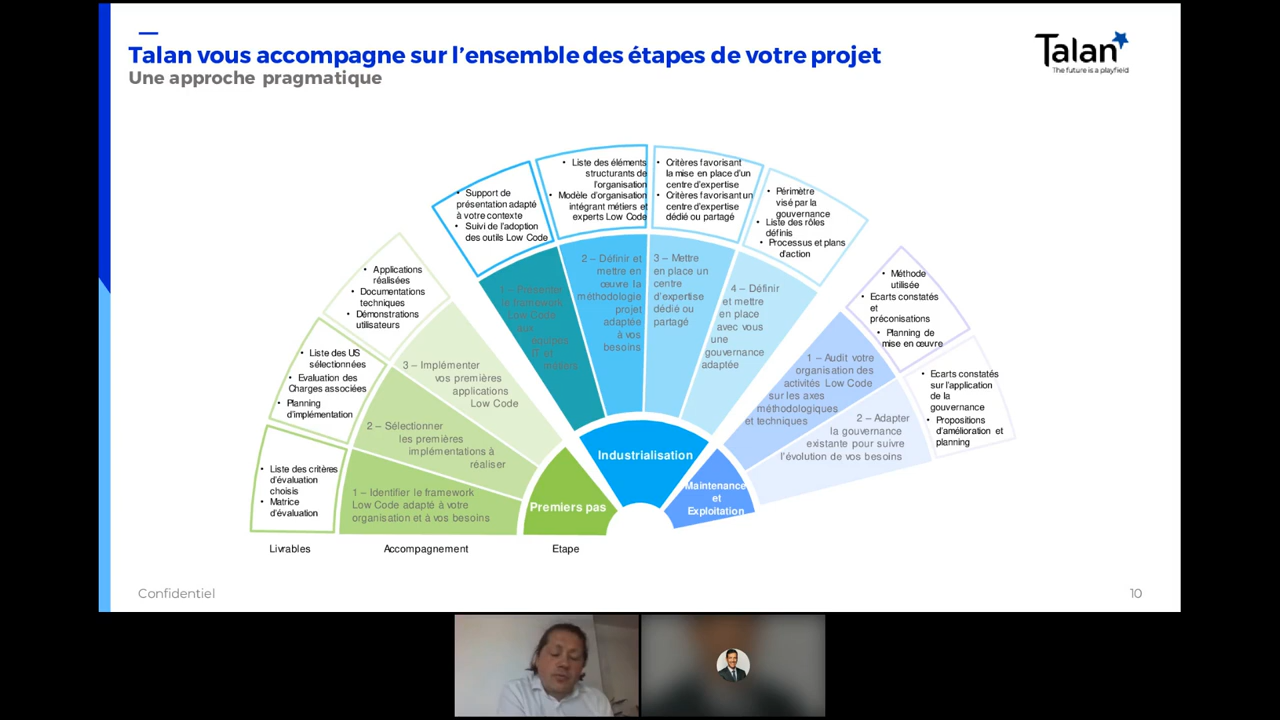 Talan vous accompagne sur l'ensemble des étapes de votre projet
Une approche pragmatique
Talan
The future is a playfield
• Liste des critères
d'évaluation
choisis
• Matrice
d'évaluation
1 – Identifier le framework
Low Code adapté à votre
organisation et à vos besoins
• Liste des US
sélectionnées
• Evaluation des
Charges associées
• Planning
d'implémentation
2 – Sélectionner
les premières
implémentations à
réaliser
• Applications
réalisées
• Documentations
techniques
• Démonstrations
utilisateurs
3 – Implémenter
vos premières
applications
Low Code
Premiers pas
• Support de
présentation adapté
à votre contexte
• Suivi de l'adoption
des outils Low Code
1 – Présenter
le framework
Low Code
aux
équipes
IT et
métiers
• Liste des éléments
structurants de
l'organisation
• Modèle d'organisation
intégrant métiers et
experts Low Code
2 – Définir et
mettre en
œuvre la
méthodologie
projet
adaptée
à vos
besoins
• Critères favorisant
la mise en place d'un
centre d'expertise
• Critères favorisant un
centre d'expertise
dédié ou partagé
3 – Mettre
en place un
centre
d'expertise
dédié ou
partagé
• Périmètre
visé par la
gouvernance
• Liste des rôles
définis
• Processus et plans
d'action
4 – Définir
et mettre
en place
avec vous
une
gouvernance
adaptée
Industrialisation
• Méthode
utilisée
• Ecarts constatés
et
préconisations
• Planning de
mise en œuvre
1 – Audit votre
organisation des
activités Low Code
sur les axes
méthodologiques
et techniques
• Ecarts constatés
sur l'application
de la
gouvernance
• Propositions
d'amélioration et
planning
2 – Adapter
la gouvernance
existante pour suivre
l'évolution de vos besoins
Maintenance
et
Exploitation
Livrables
Accompagnement
Etape
Confidentiel
10